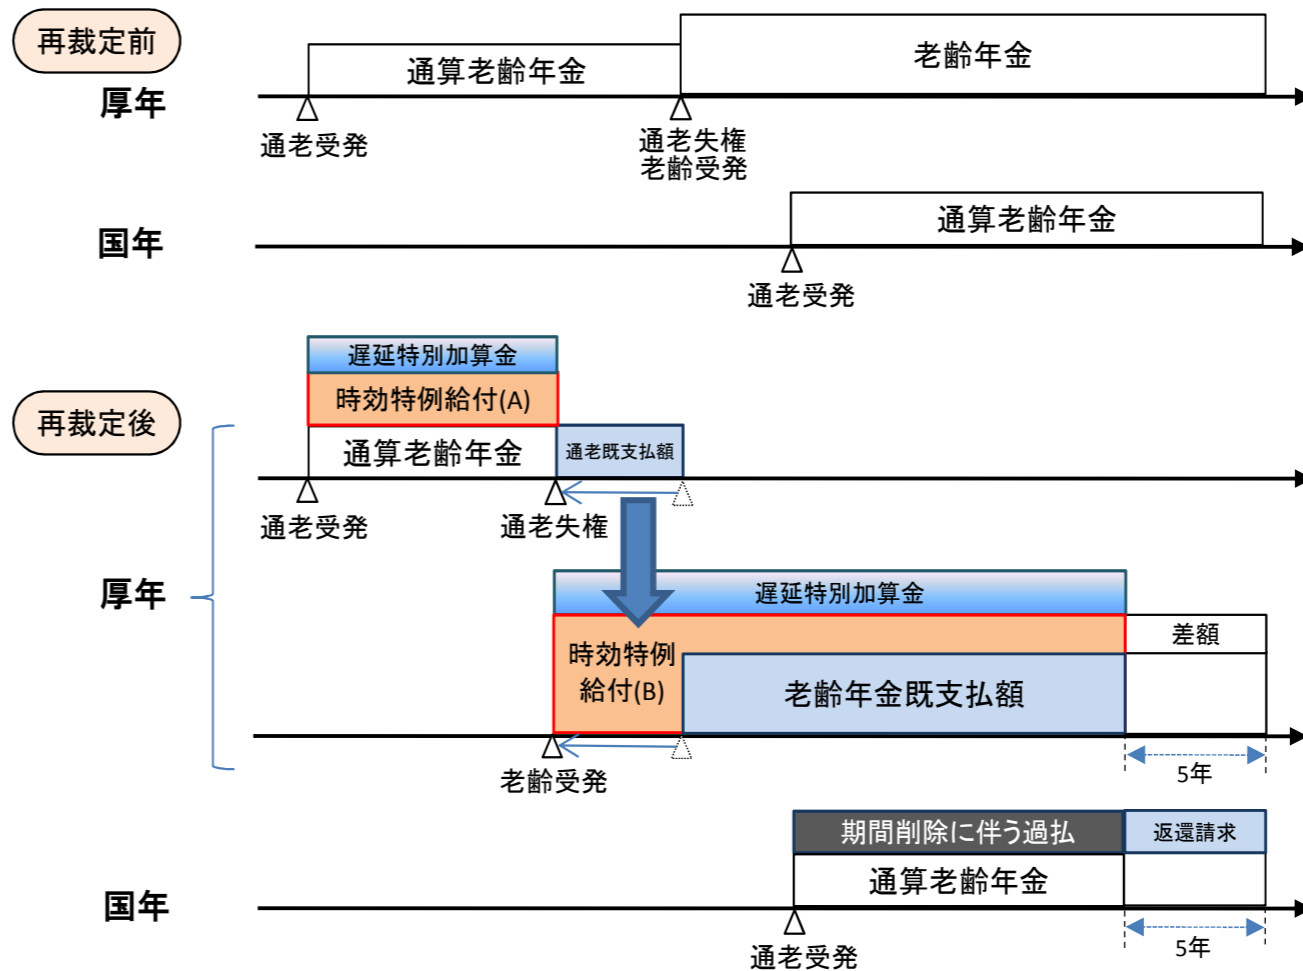 再裁定前
通算老齢年金
老齢年金
厚年
通老受発
通老失権
老齢受発
通算老齢年金
国年
通老受発
遅延特別加算金
時効特例給付(A)
再裁定後
通算老齢年金
通老既支払額
通老受発
通老失権
遅延特別加算金
厚年
差額
時効特例
給付(B)
老齢年金既支払額
老齢受発
5年
期間削除に伴う過払
返還請求
通算老齢年金
国年
通老受発
5年